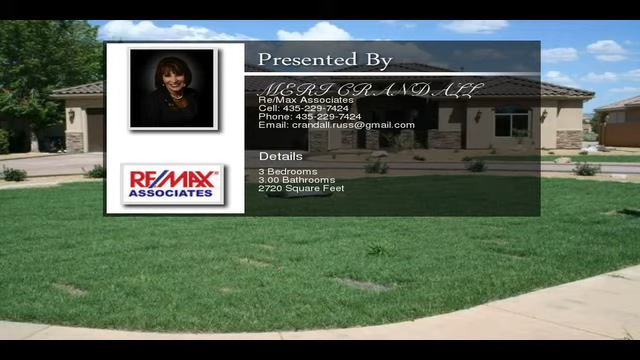 Presented By
MERI CRANDALL
Re/Max Associates
Cell: 435-229-7424
Phone: 435-229-7424
Email: crandall.russ@gmail.com
Details
3 Bedrooms
3.00 Bathrooms
2720 Square Feet
RE/MAX®
ASSOCIATES